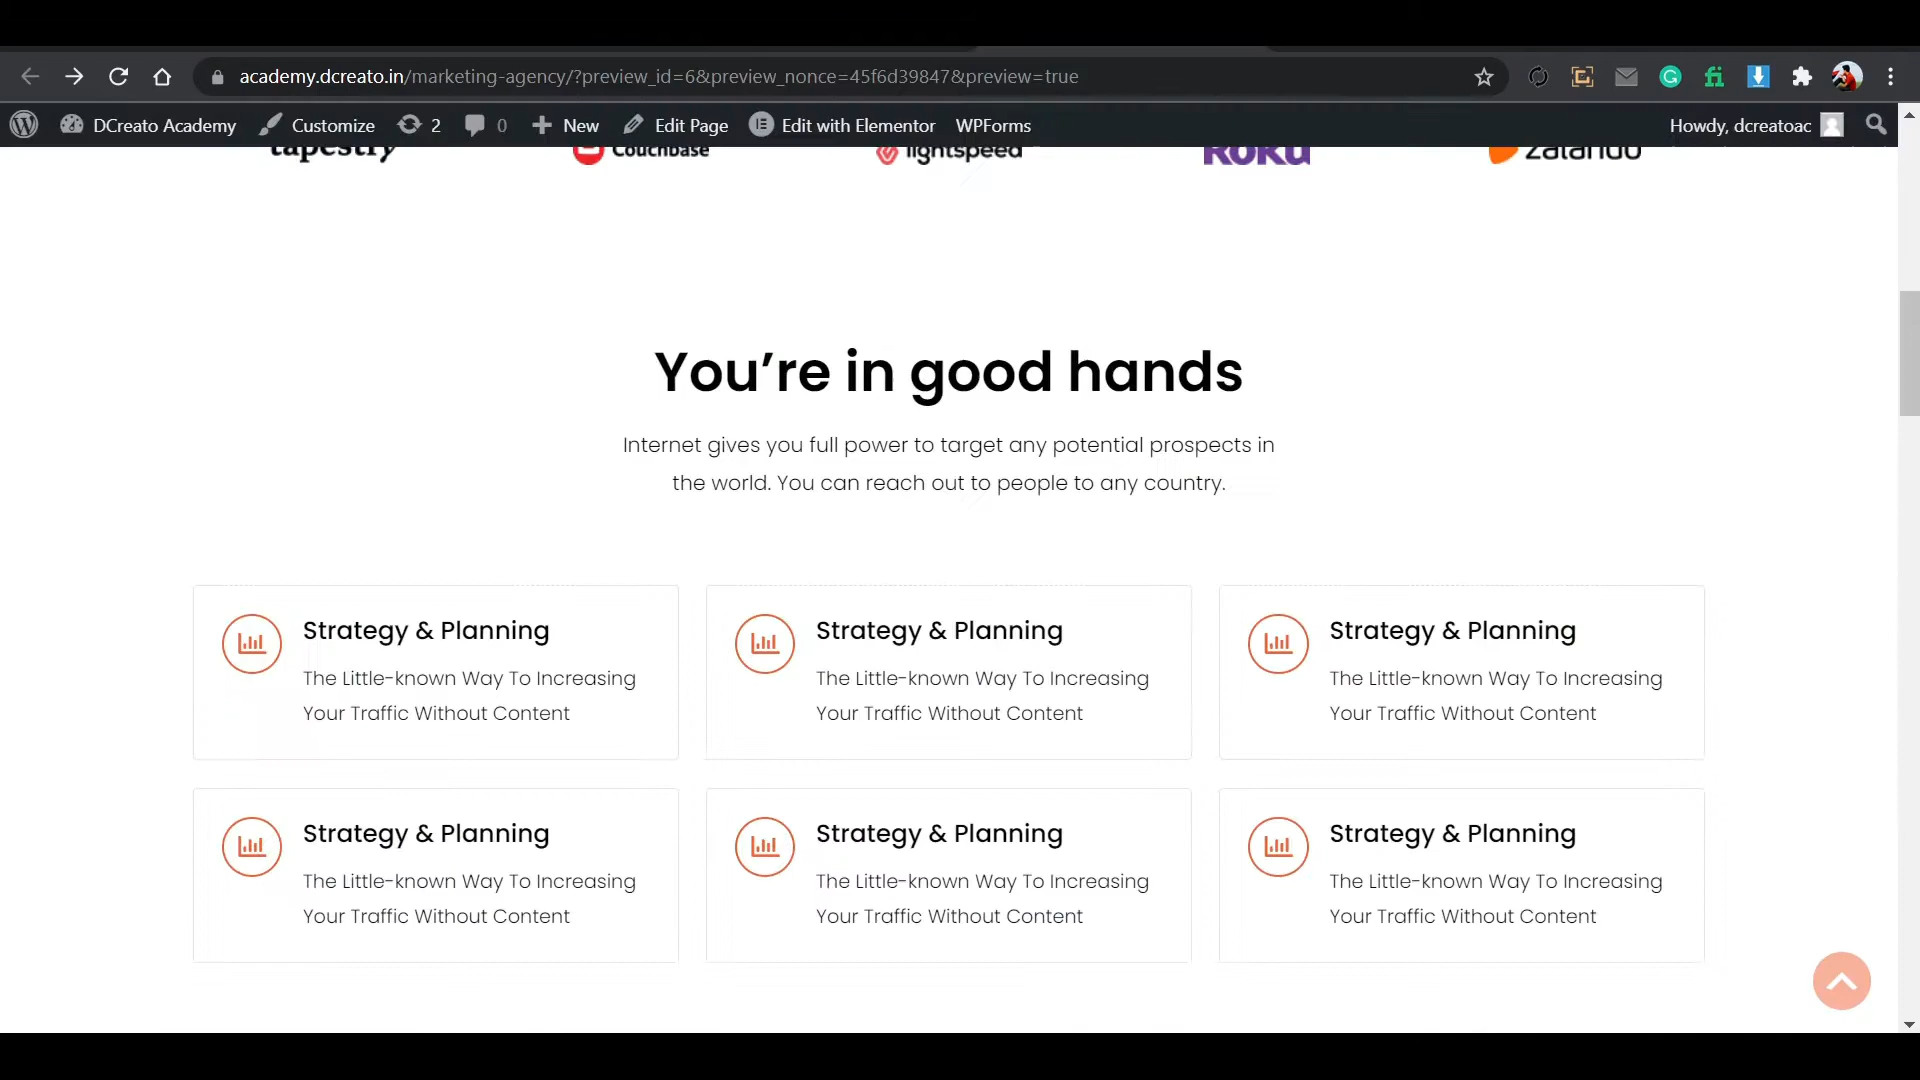 academy.dcreato.in/marketing-agency/?preview_id=6&preview_nonce=45f6d39847&preview=true
DCreato Academy Customize 2 0 New Edit Page Edit with Elementor WPForms Howdy, dcreatoac
tapestry Couchbase lightspeed ROKU zalando
You’re in good hands
Internet gives you full power to target any potential prospects in
the world. You can reach out to people to any country.
Strategy & Planning
The Little-known Way To Increasing
Your Traffic Without Content
Strategy & Planning
The Little-known Way To Increasing
Your Traffic Without Content
Strategy & Planning
The Little-known Way To Increasing
Your Traffic Without Content
Strategy & Planning
The Little-known Way To Increasing
Your Traffic Without Content
Strategy & Planning
The Little-known Way To Increasing
Your Traffic Without Content
Strategy & Planning
The Little-known Way To Increasing
Your Traffic Without Content